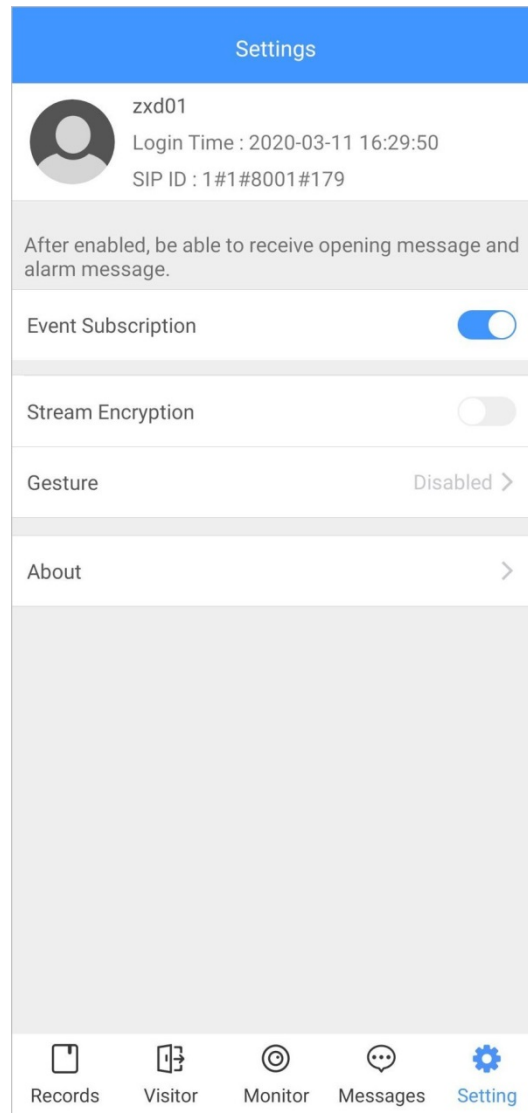 Settings
zxd01
Login Time : 2020-03-11 16:29:50
SIP ID : 1#1#8001#179
After enabled, be able to receive opening message and
alarm message.
Event Subscription
Stream Encryption
Gesture Disabled
About
Records Visitor Monitor Messages Setting